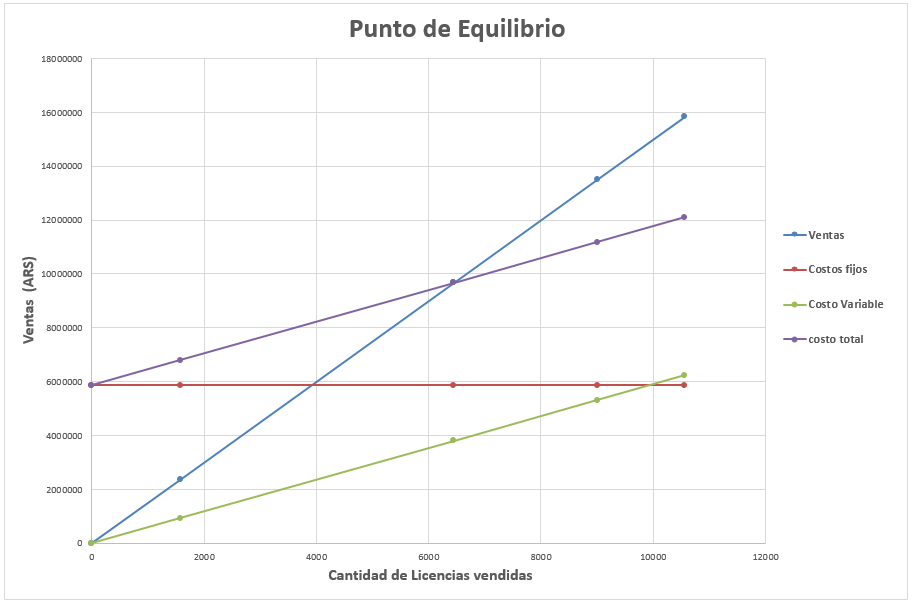 Punto de Equilibrio
18000000
16000000
14000000
12000000
10000000
8000000
6000000
4000000
2000000
0
0 2000 4000 6000 8000 10000 12000
Ventas (ARS)
Cantidad de Licencias vendidas
Ventas
Costos fijos
Costo Variable
costo total